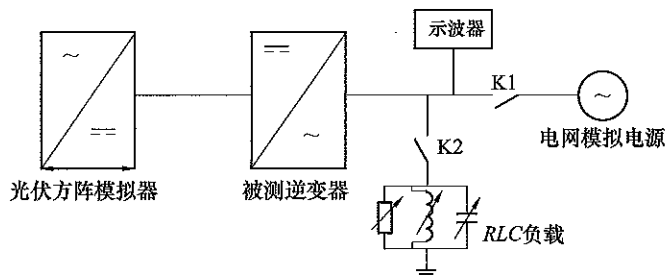 示波器
K1
电网模拟电源
K2
光伏方阵模拟器
被测逆变器
RLC负载